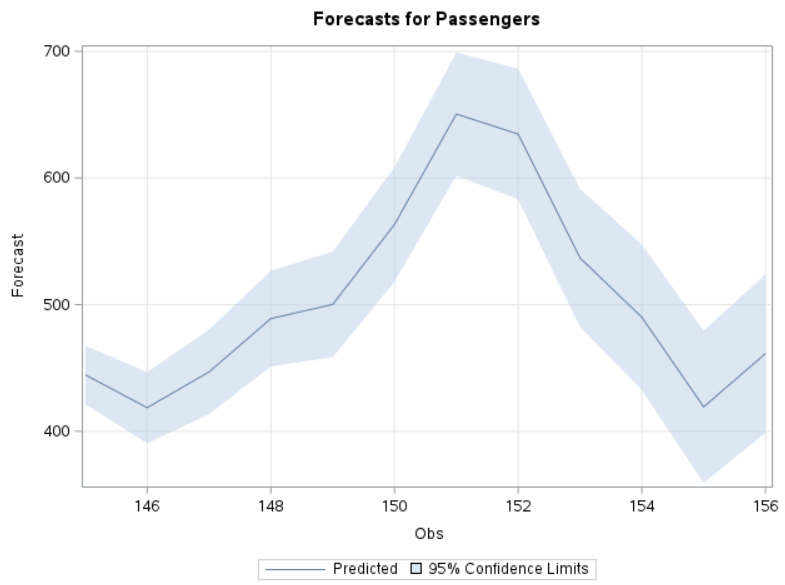 Forecasts for Passengers
700
600
500
400
Forecast
146 148 150 152 154 156
Obs
Predicted 95% Confidence Limits